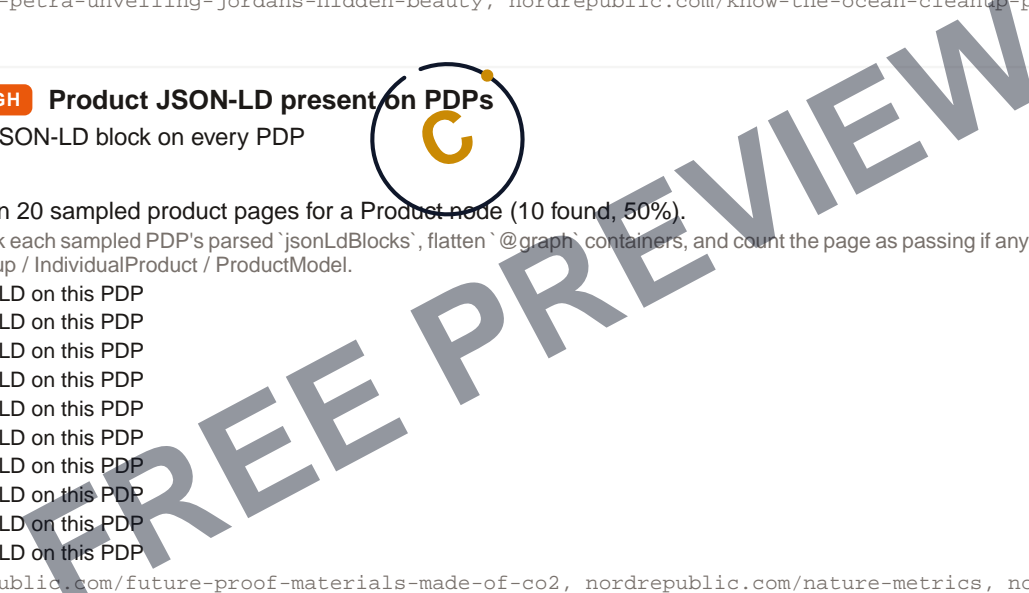 -petra-unveiling-jordans-hidden-beauty, nordrepublic.com/know-the-ocean-cleanup-p
GH Product JSON-LD present on PDPs
C
SON-LD block on every PDP
n 20 sampled product pages for a Product node (10 found, 50%).
k each sampled PDP's parsed `jsonLdBlocks`, flatten `@graph` containers, and count the page as passing if any
up / IndividualProduct / ProductModel.
LD on this PDP
LD on this PDP
LD on this PDP
LD on this PDP
LD on this PDP
LD on this PDP
LD on this PDP
LD on this PDP
LD on this PDP
LD on this PDP
ublic.com/future-proof-materials-made-of-co2, nordrepublic.com/nature-metrics, no
FREE PREVIEW